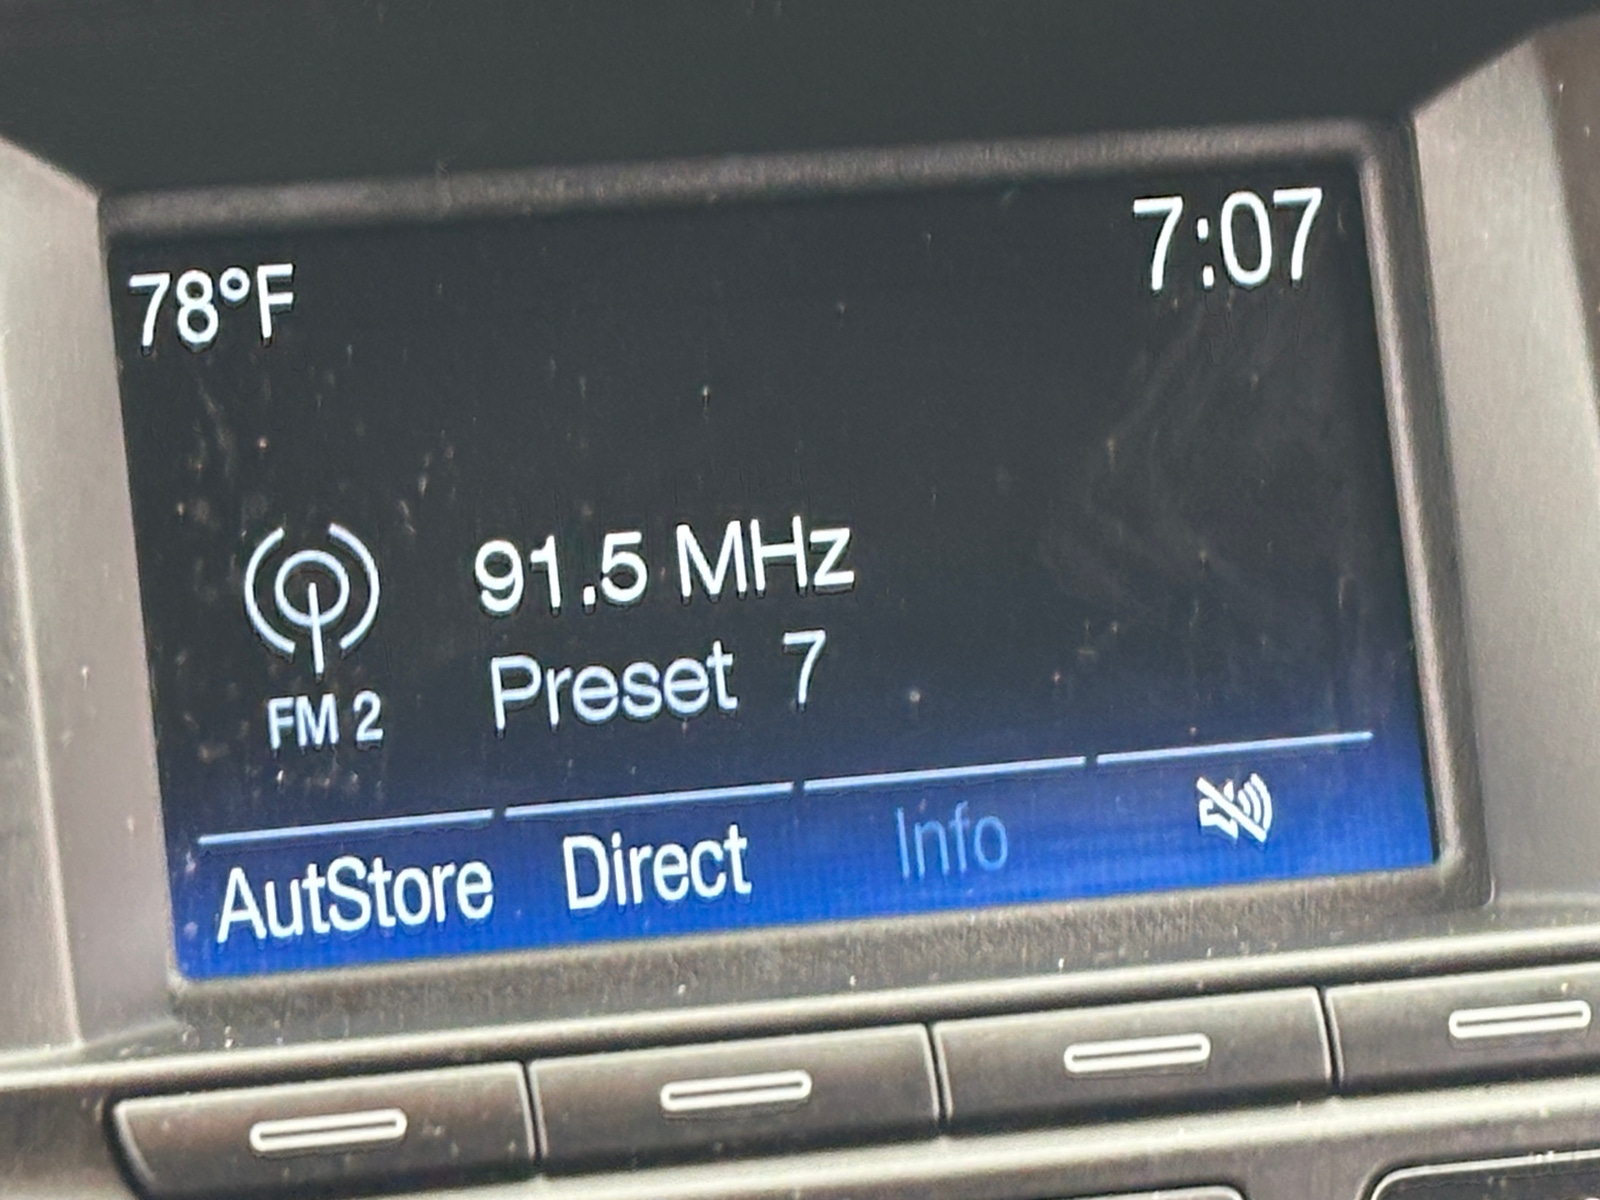 78°F
7:07
91.5 MHz
Preset 7
FM 2
AutStore
Direct
Info